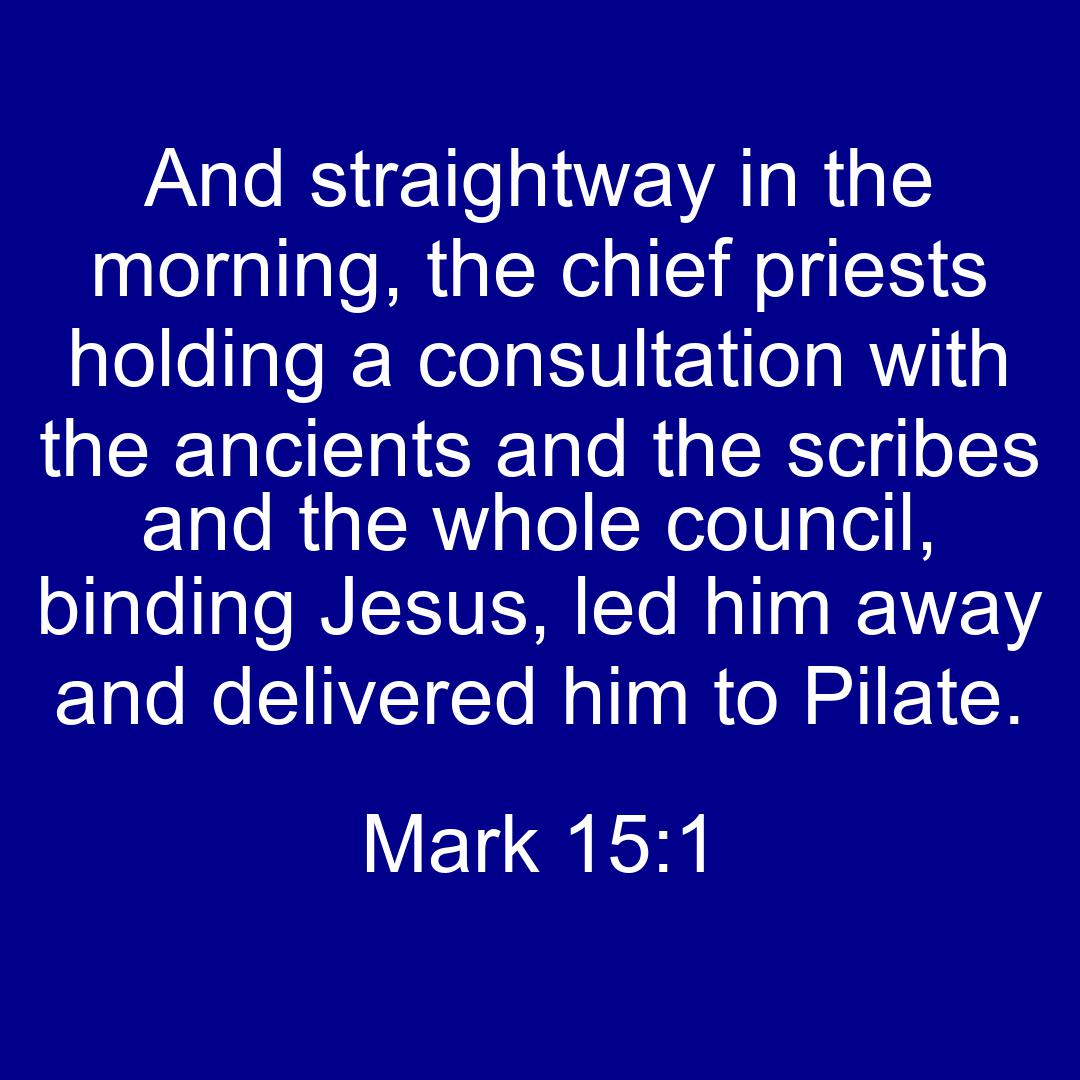 And straightway in the
morning, the chief priests
holding a consultation with
the ancients and the scribes
and the whole council,
binding Jesus, led him away
and delivered him to Pilate.
Mark 15:1